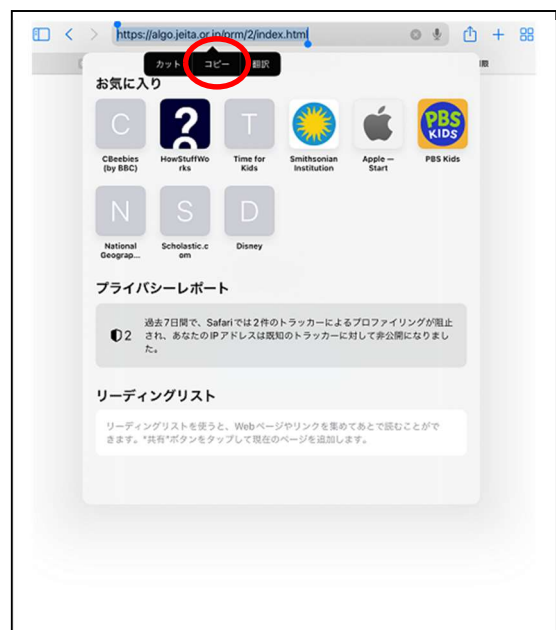 https://algo.jeita.or.jp/prm/2/index.html
カット コピー 翻訳
お気に入り
C ? T PBS KIDS
CBeebies (by BBC)
HowStuffWorks
Time for Kids
Smithsonian Institution
Apple — Start
PBS Kids
N S D
National Geograp...
Scholastic.com
Disney
プライバシーレポート
2
過去7日間で、Safariでは2件のトラッカーによるプロファイリングが阻止
され、あなたのIPアドレスは既知のトラッカーに対して非公開になりまし
た。
リーディングリスト
リーディングリストを使うと、Webページやリンクを集めてあとで読むことがで
きます。"共有"ボタンをタップして現在のページを追加します。